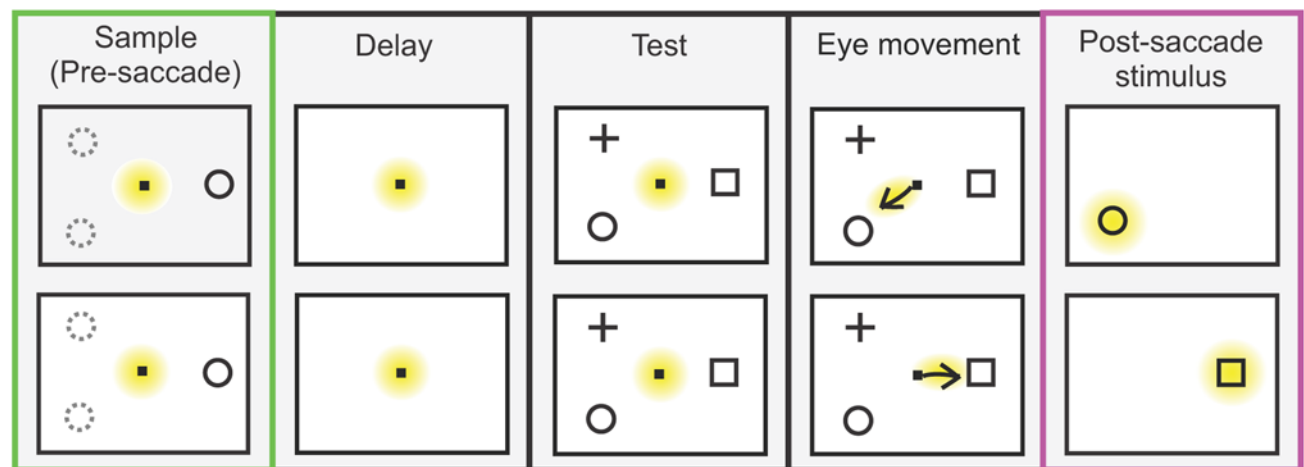 Sample
(Pre-saccade)
Delay
Test
Eye movement
Post-saccade
stimulus